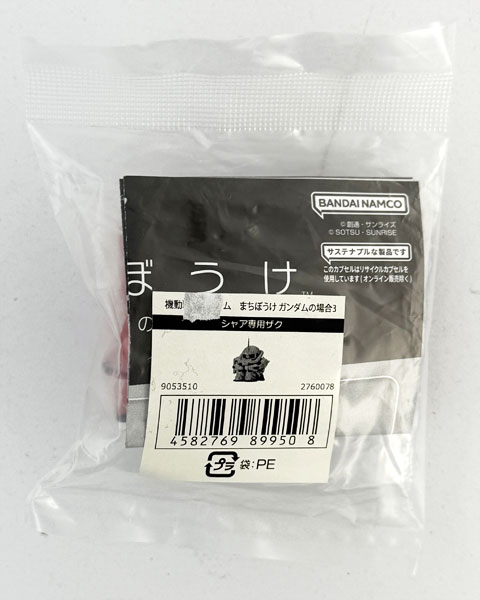 BANDAI NAMCO
©創通・サンライズ
© SOTSU・SUNRISE
サステナブルな製品です
このカプセルはリサイクルカプセルを
使用しています(オンライン販売除く)
ぼうけ
TM
の
機動 ム まちぼうけ ガンダムの場合3
シャア専用ザク
9053510 2760078
4582769 89950 8
プラ 袋:PE